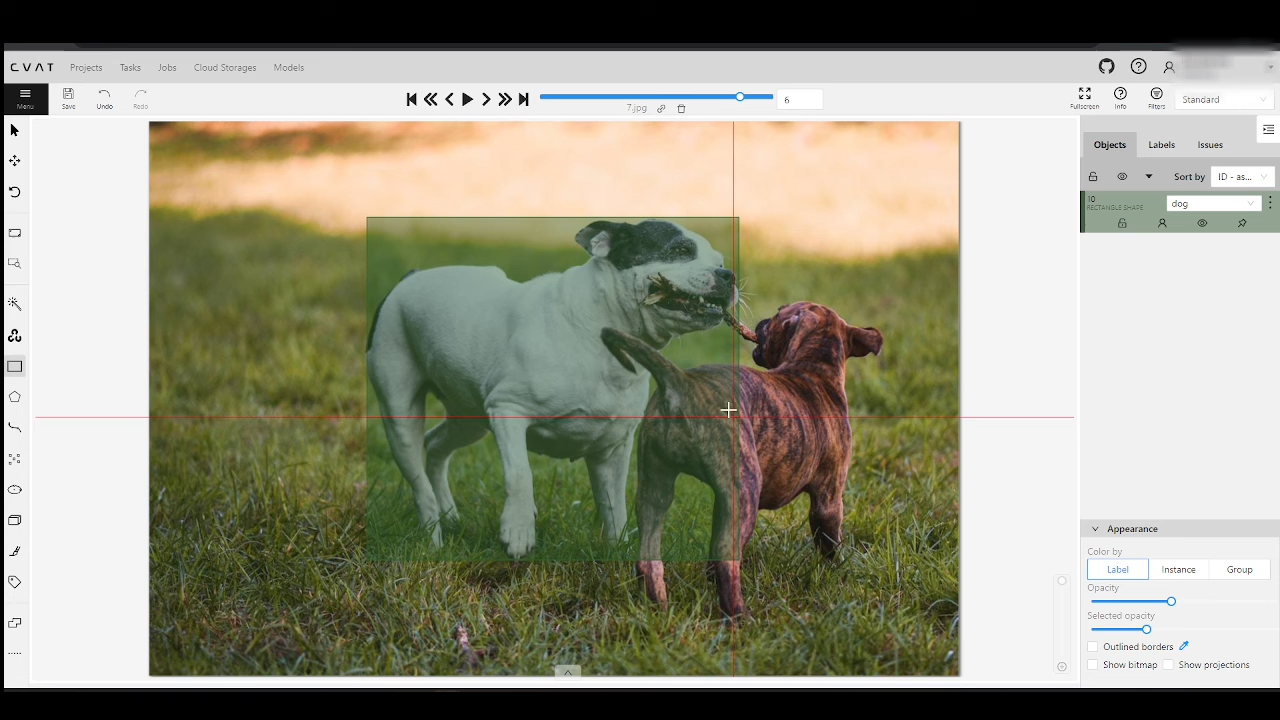 CVAT Projects Tasks Jobs Cloud Storages Models
Menu Save Undo Redo
7.jpg
6
Fullscreen Info Filters Standard
Objects Labels Issues
Sort by ID - as...
10
RECTANGLE SHAPE
dog
Appearance
Color by
Label Instance Group
Opacity
Selected opacity
Outlined borders
Show bitmap Show projections